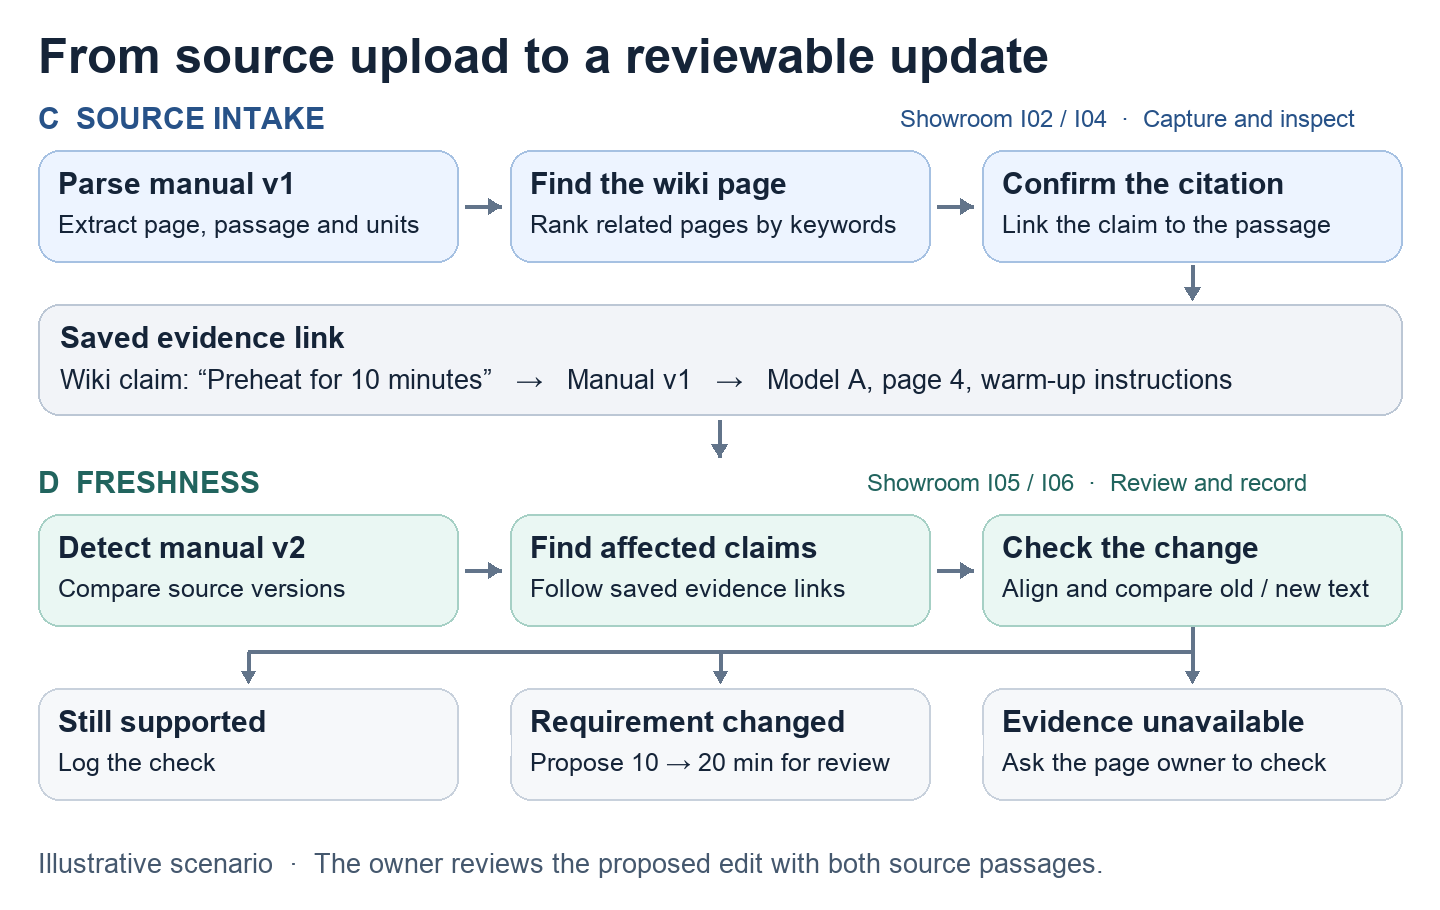 From source upload to a reviewable update
C SOURCE INTAKE
Showroom I02 / I04 · Capture and inspect
Parse manual v1
Extract page, passage and units
Find the wiki page
Rank related pages by keywords
Confirm the citation
Link the claim to the passage
Saved evidence link
Wiki claim: “Preheat for 10 minutes” → Manual v1 → Model A, page 4, warm-up instructions
D FRESHNESS
Showroom I05 / I06 · Review and record
Detect manual v2
Compare source versions
Find affected claims
Follow saved evidence links
Check the change
Align and compare old / new text
Still supported
Log the check
Requirement changed
Propose 10 → 20 min for review
Evidence unavailable
Ask the page owner to check
Illustrative scenario · The owner reviews the proposed edit with both source passages.